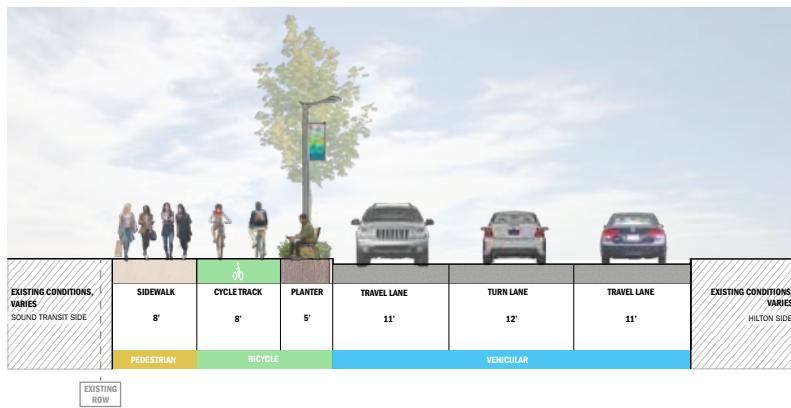 EXISTING CONDITIONS,
VARIES
SOUND TRANSIT SIDE
SIDEWALK
8'
CYCLE TRACK
8'
PLANTER
5'
TRAVEL LANE
11'
TURN LANE
12'
TRAVEL LANE
11'
EXISTING CONDITIONS
VARIES
HILTON SIDE
PEDESTRIAN
BICYCLE
VEHICULAR
EXISTING
ROW